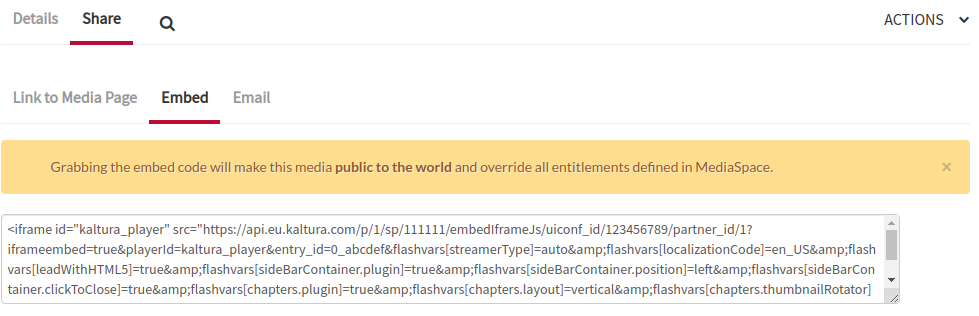 Details Share ACTIONS
Link to Media Page Embed Email
Grabbing the embed code will make this media public to the world and override all entitlements defined in MediaSpace. ×
<iframe id="kaltura_player" src="https://api.eu.kaltura.com/p/1/sp/111111/embedIframeJs/uiconf_id/123456789/partner_id/1?
iframeembed=true&playerId=kaltura_player&entry_id=0_abcdef&flashvars[streamerType]=auto&amp;flashvars[localizationCode]=en_US&amp;flash
vars[leadWithHTML5]=true&amp;flashvars[sideBarContainer.plugin]=true&amp;flashvars[sideBarContainer.position]=left&amp;flashvars[sideBarCon
tainer.clickToClose]=true&amp;flashvars[chapters.plugin]=true&amp;flashvars[chapters.layout]=vertical&amp;flashvars[chapters.thumbnailRotator]